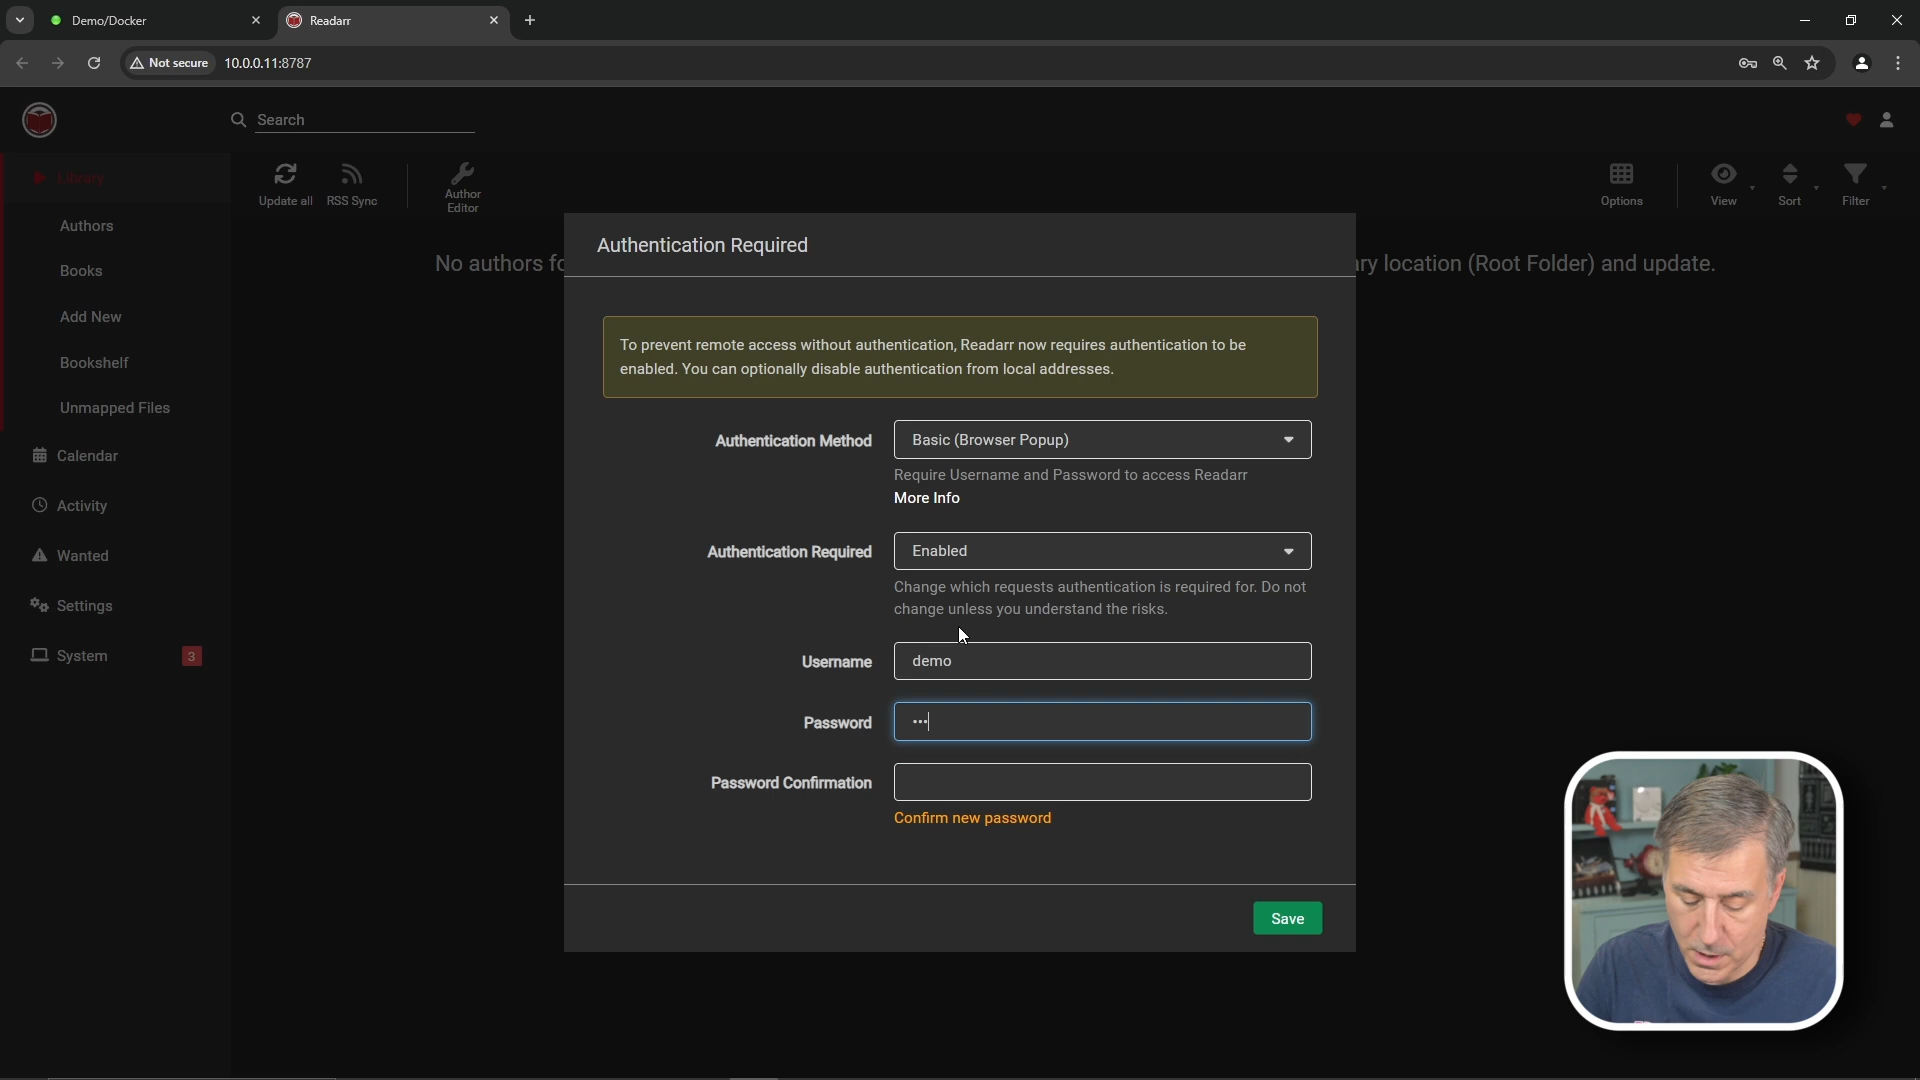 Demo/Docker
Readarr
Not secure
10.0.0.11:8787
Search
Library
Authors
Books
Add New
Bookshelf
Unmapped Files
Calendar
Activity
Wanted
Settings
System
3
Update all
RSS Sync
Author
Editor
Options
View
Sort
Filter
No authors fo
ry location (Root Folder) and update.
Authentication Required
To prevent remote access without authentication, Readarr now requires authentication to be
enabled. You can optionally disable authentication from local addresses.
Authentication Method
Basic (Browser Popup)
Require Username and Password to access Readarr
More Info
Authentication Required
Enabled
Change which requests authentication is required for. Do not
change unless you understand the risks.
Username
demo
Password
•••
Password Confirmation
Confirm new password
Save